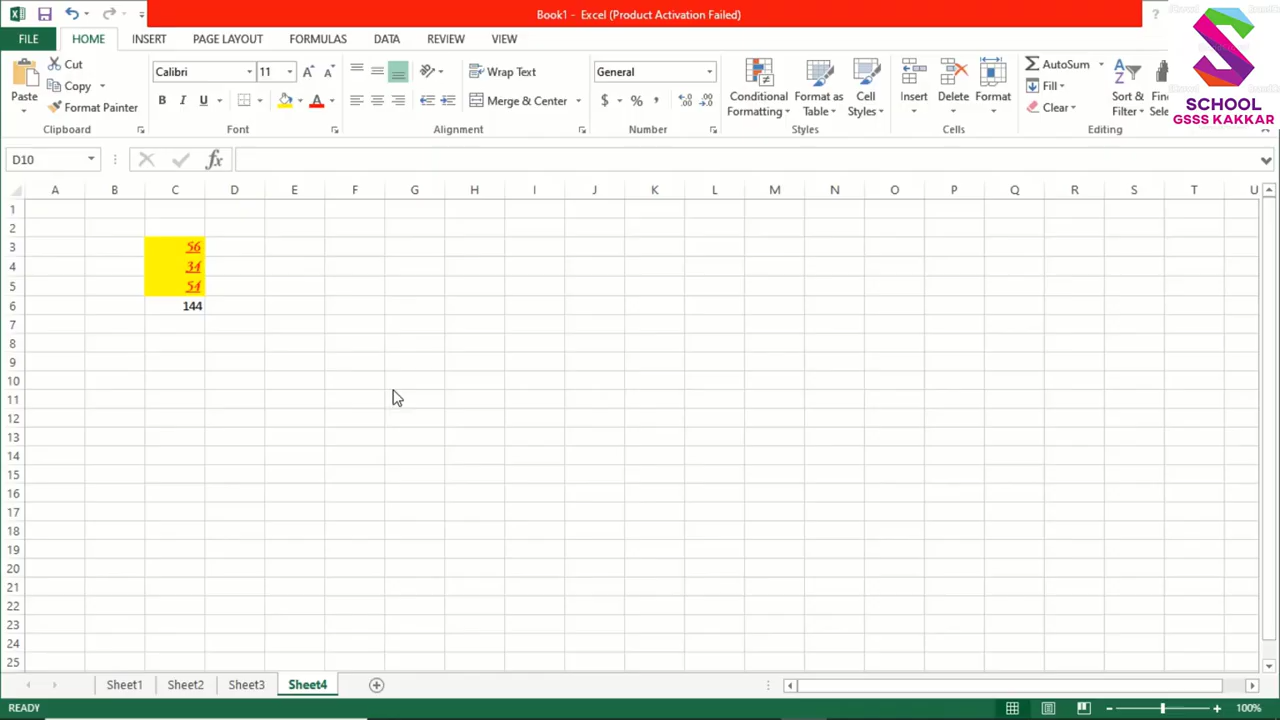 Book1 - Excel (Product Activation Failed)
?
FILE HOME INSERT PAGE LAYOUT FORMULAS DATA REVIEW VIEW
Paste
Cut
Copy
Format Painter
Clipboard
Calibri 11
B I U A
Font
Wrap Text
Merge & Center
Alignment
General
$ % ,
Number
Conditional Formatting
Format as Table
Cell Styles
Styles
Insert
Delete
Format
Cells
AutoSum
Fill
Clear
Sort & Filter
Editing
SCHOOL
GSSS KAKKAR
D10 fx
A B C D E F G H I J K L M N O P Q R S T U
1
2
3 56
4 34
5 54
6 144
7
8
9
10
11
12
13
14
15
16
17
18
19
20
21
22
23
24
25
Sheet1 Sheet2 Sheet3 Sheet4
READY 100%